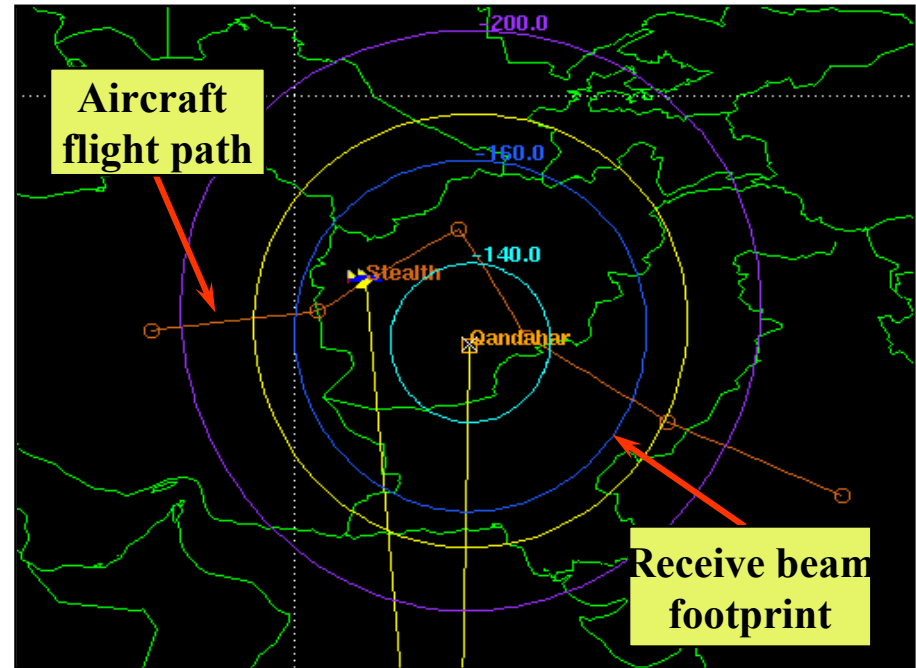 -200.0
Aircraft
flight path
-160.0
-140.0
Stealth
Qandahar
Receive beam
footprint